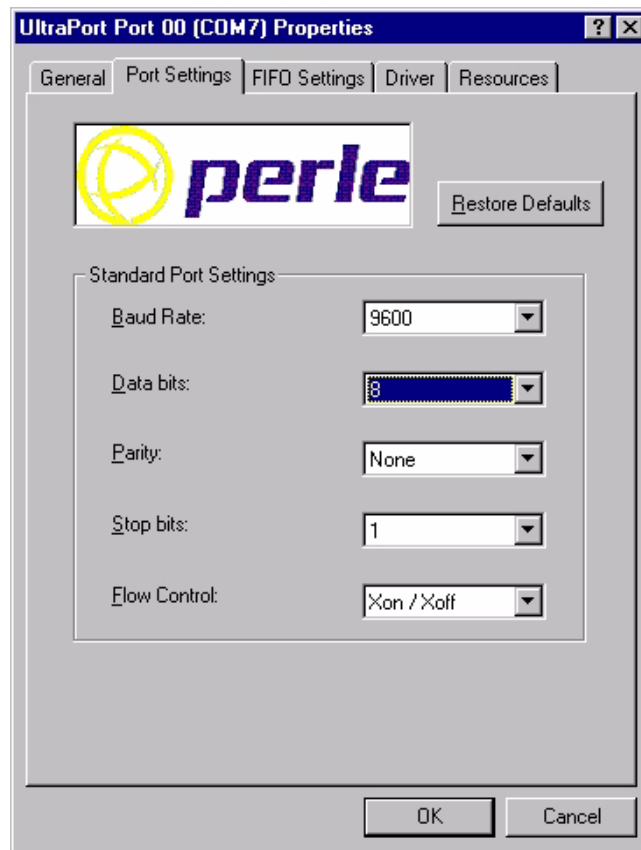 UltraPort Port 00 (COM7) Properties
General Port Settings FIFO Settings Driver Resources
perle
Restore Defaults
Standard Port Settings
Baud Rate: 9600
Data bits: 8
Parity: None
Stop bits: 1
Flow Control: Xon / Xoff
OK Cancel